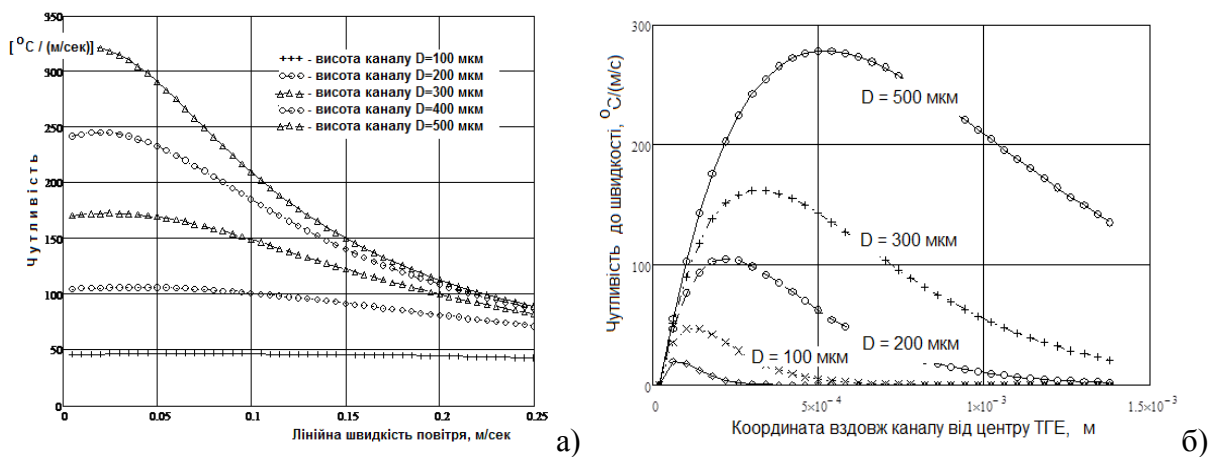 350
[ °C / (м/сек)]
300
250
200
150
100
50
0
Чутливість
+++ - висота каналу D=100 мкм
- висота каналу D=200 мкм
- висота каналу D=300 мкм
- висота каналу D=400 мкм
- висота каналу D=500 мкм
0 0.05 0.1 0.15 0.2 0.25
Лінійна швидкість повітря, м/сек
а)
Чутливість до швидкості, °C/(м/с)
300
200
100
0
D = 500 мкм
D = 300 мкм
D = 200 мкм
D = 100 мкм
0 5×10⁻³ 1×10⁻³ 1.5×10⁻³
Координата вздовж каналу від центру ТГЕ, м
б)